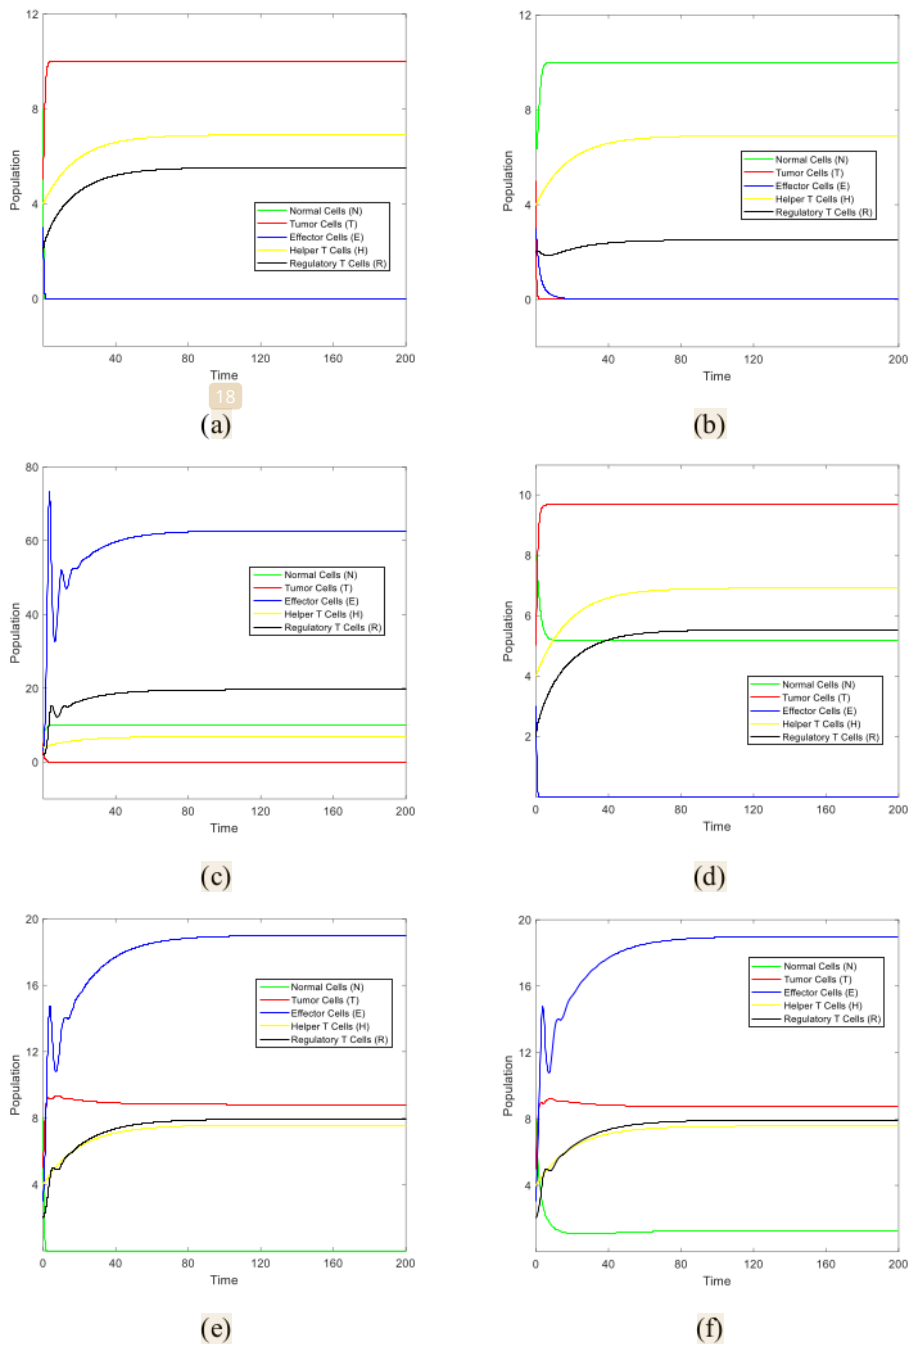 12
8
4
0
Population
Normal Cells (N)
Tumor Cells (T)
Effector Cells (E)
Helper T Cells (H)
Regulatory T Cells (R)
40 80 120 160 200
Time
18
(a)
12
8
4
0
Population
Normal Cells (N)
Tumor Cells (T)
Effector Cells (E)
Helper T Cells (H)
Regulatory T Cells (R)
0 40 80 120 160 200
Time
(b)
80
60
40
20
0
Population
Normal Cells (N)
Tumor Cells (T)
Effector Cells (E)
Helper T Cells (H)
Regulatory T Cells (R)
40 80 120 160 200
Time
(c)
10
8
6
4
2
Population
Normal Cells (N)
Tumor Cells (T)
Effector Cells (E)
Helper T Cells (H)
Regulatory T Cells (R)
0 40 80 120 160 200
Time
(d)
20
16
12
8
4
Population
Normal Cells (N)
Tumor Cells (T)
Effector Cells (E)
Helper T Cells (H)
Regulatory T Cells (R)
0 40 80 120 160 200
Time
(e)
20
16
12
8
4
Population
Normal Cells (N)
Tumor Cells (T)
Effector Cells (E)
Helper T Cells (H)
Regulatory T Cells (R)
0 40 80 120 160 200
Time
(f)